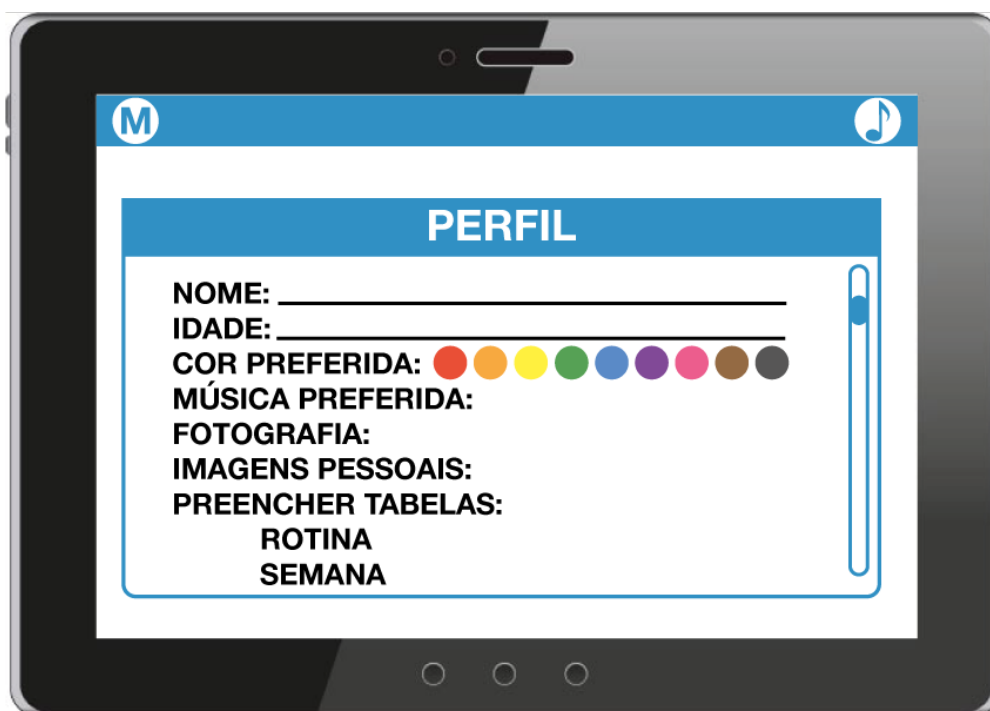 M
PERFIL
NOME:
IDADE:
COR PREFERIDA:
MÚSICA PREFERIDA:
FOTOGRAFIA:
IMAGENS PESSOAIS:
PREENCHER TABELAS:
ROTINA
SEMANA